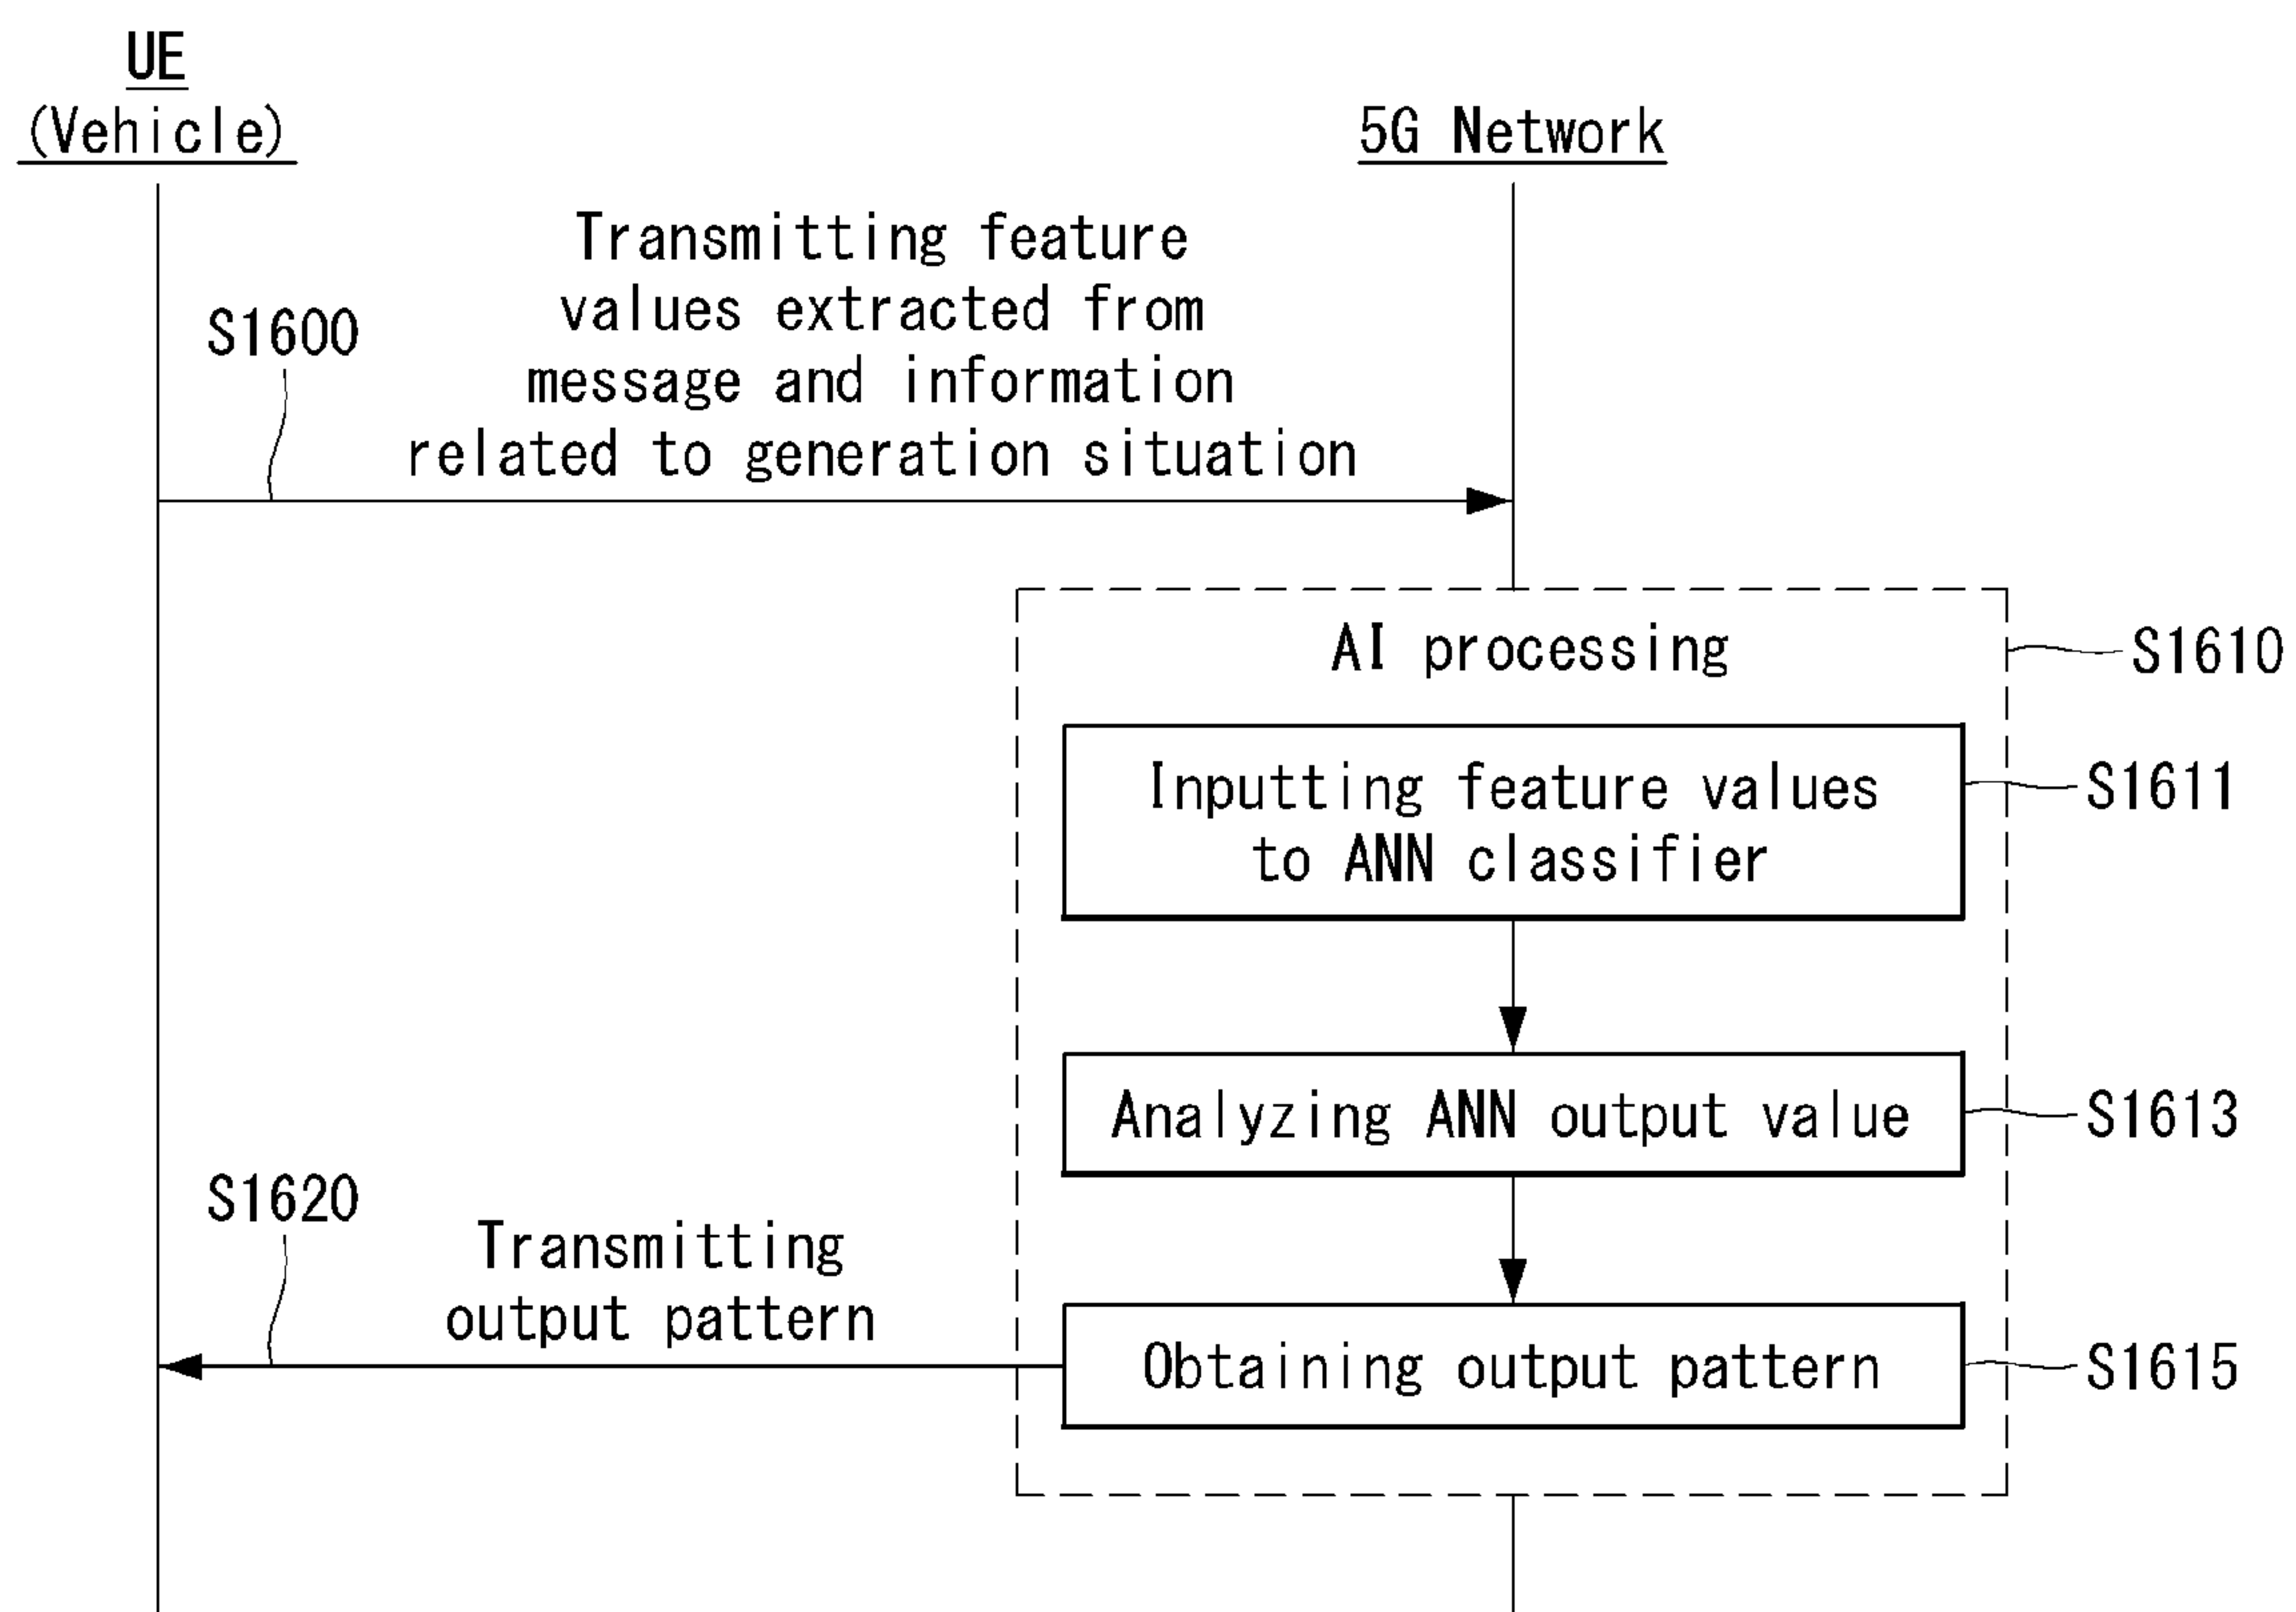 UE
(Vehicle)
5G Network
Transmitting feature
values extracted from
message and information
related to generation situation
S1600
AI processing
S1610
Inputting feature values
to ANN classifier
S1611
Analyzing ANN output value
S1613
S1620
Transmitting
output pattern
Obtaining output pattern
S1615